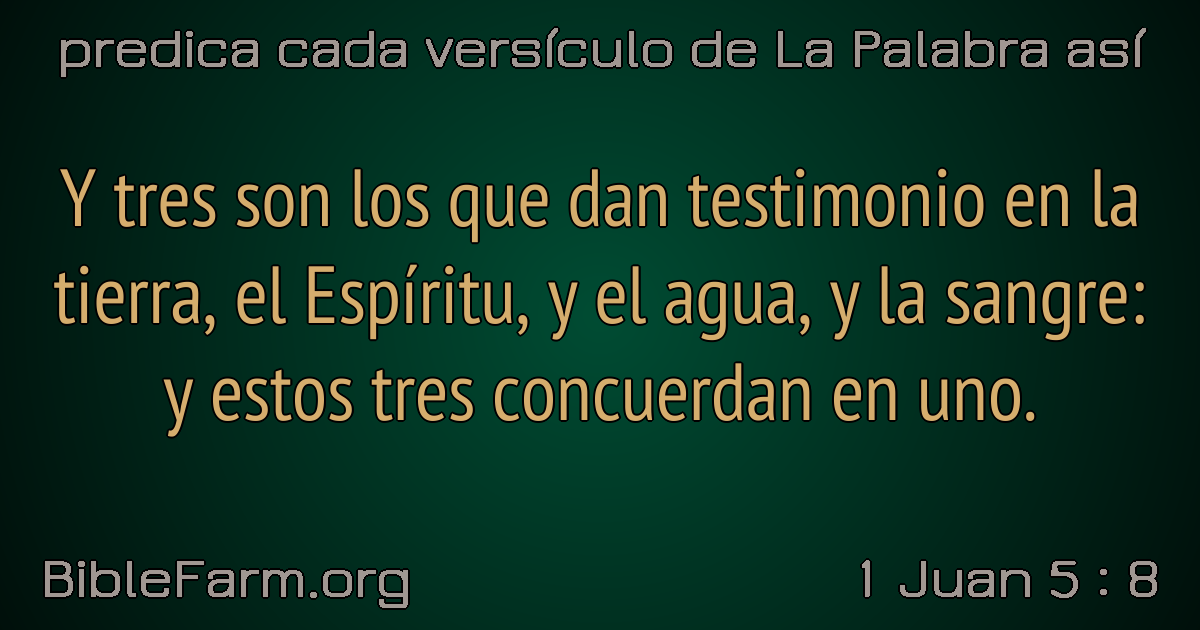 predica cada versículo de La Palabra así
Y tres son los que dan testimonio en la
tierra, el Espíritu, y el agua, y la sangre:
y estos tres concuerdan en uno.
BibleFarm.org
1 Juan 5 : 8